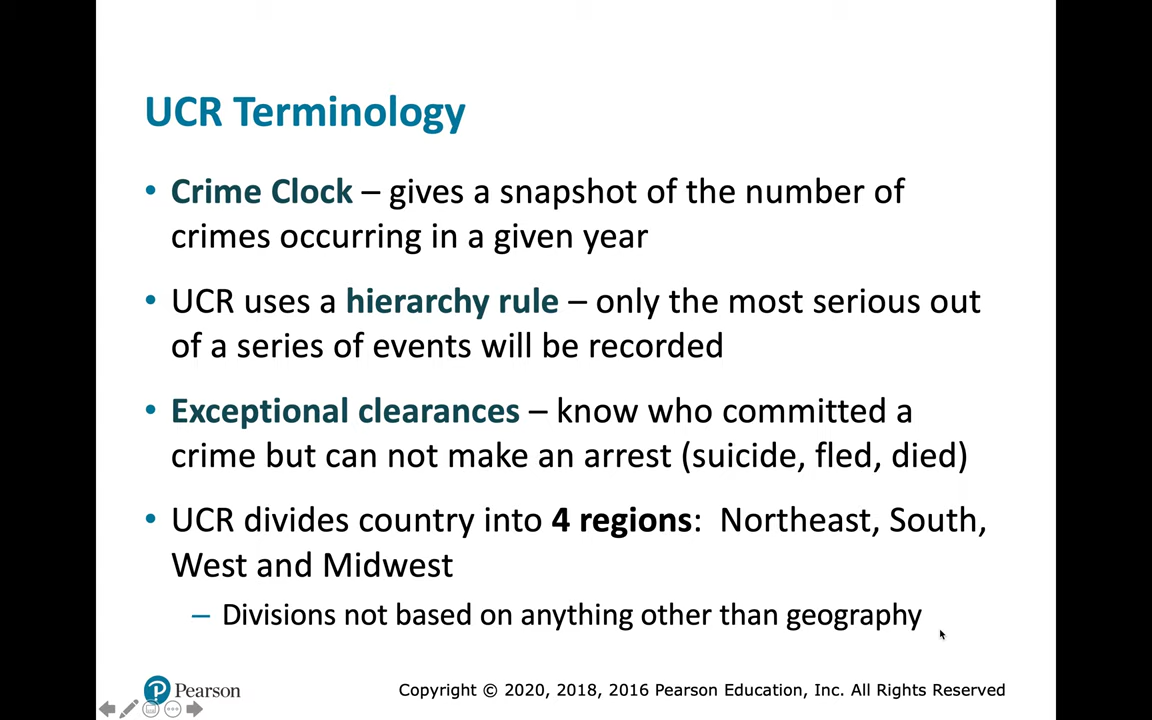 UCR Terminology
• Crime Clock – gives a snapshot of the number of
crimes occurring in a given year
• UCR uses a hierarchy rule – only the most serious out
of a series of events will be recorded
• Exceptional clearances – know who committed a
crime but can not make an arrest (suicide, fled, died)
• UCR divides country into 4 regions:  Northeast, South,
West and Midwest
– Divisions not based on anything other than geography
Pearson
Copyright © 2020, 2018, 2016 Pearson Education, Inc. All Rights Reserved